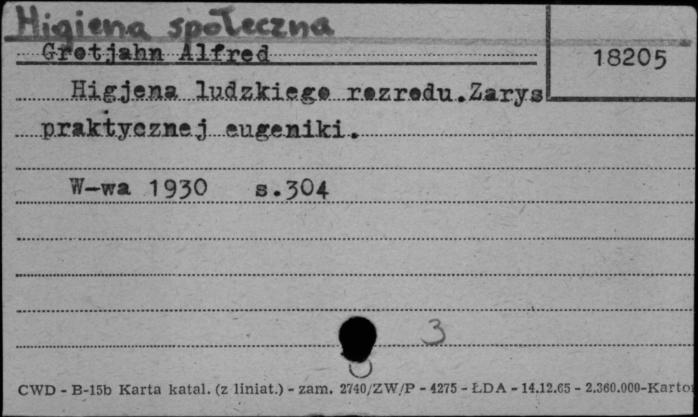 Higiena społeczna
Grotjahn Alfred
18205
Higjena ludzkiego rozrodu.Zarys
praktycznej eugeniki.
W-wa 1930 s.304
3
CWD - B-15b Karta katal. (z liniat.) - zam. 2740/ZW/P - 4275 - ŁDA - 14.12.65 - 2.360.000-Karto